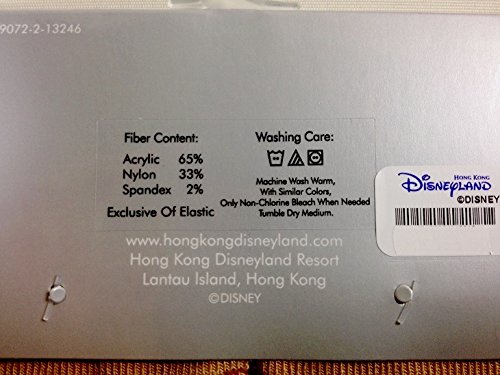 9072-2-13246
Fiber Content:
Acrylic 65%
Nylon 33%
Spandex 2%
Exclusive Of Elastic
Washing Care:
Machine Wash Warm,
With Similar Colors,
Only Non-Chlorine Bleach When Needed
Tumble Dry Medium.
HONG KONG
DISNEYLAND
©DISNEY
www.hongkongdisneyland.com
Hong Kong Disneyland Resort
Lantau Island, Hong Kong
©DISNEY